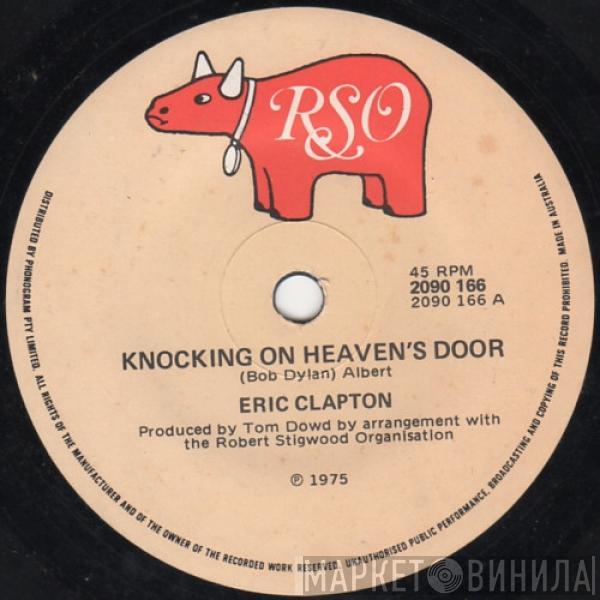 RSO
45 RPM
2090 166
2090 166 A
KNOCKING ON HEAVEN'S DOOR
(Bob Dylan) Albert
ERIC CLAPTON
Produced by Tom Dowd by arrangement with
the Robert Stigwood Organisation
℗ 1975
DISTRIBUTED BY PHONOGRAM PTY LIMITED. ALL RIGHTS OF THE MANUFACTURER AND OF THE OWNER OF THE RECORDED WORK RESERVED. UNAUTHORISED PUBLIC PERFORMANCE, BROADCASTING AND COPYING OF THIS RECORD PROHIBITED. MADE IN AUSTRALIA
МАРКЕТ ВИНИЛА